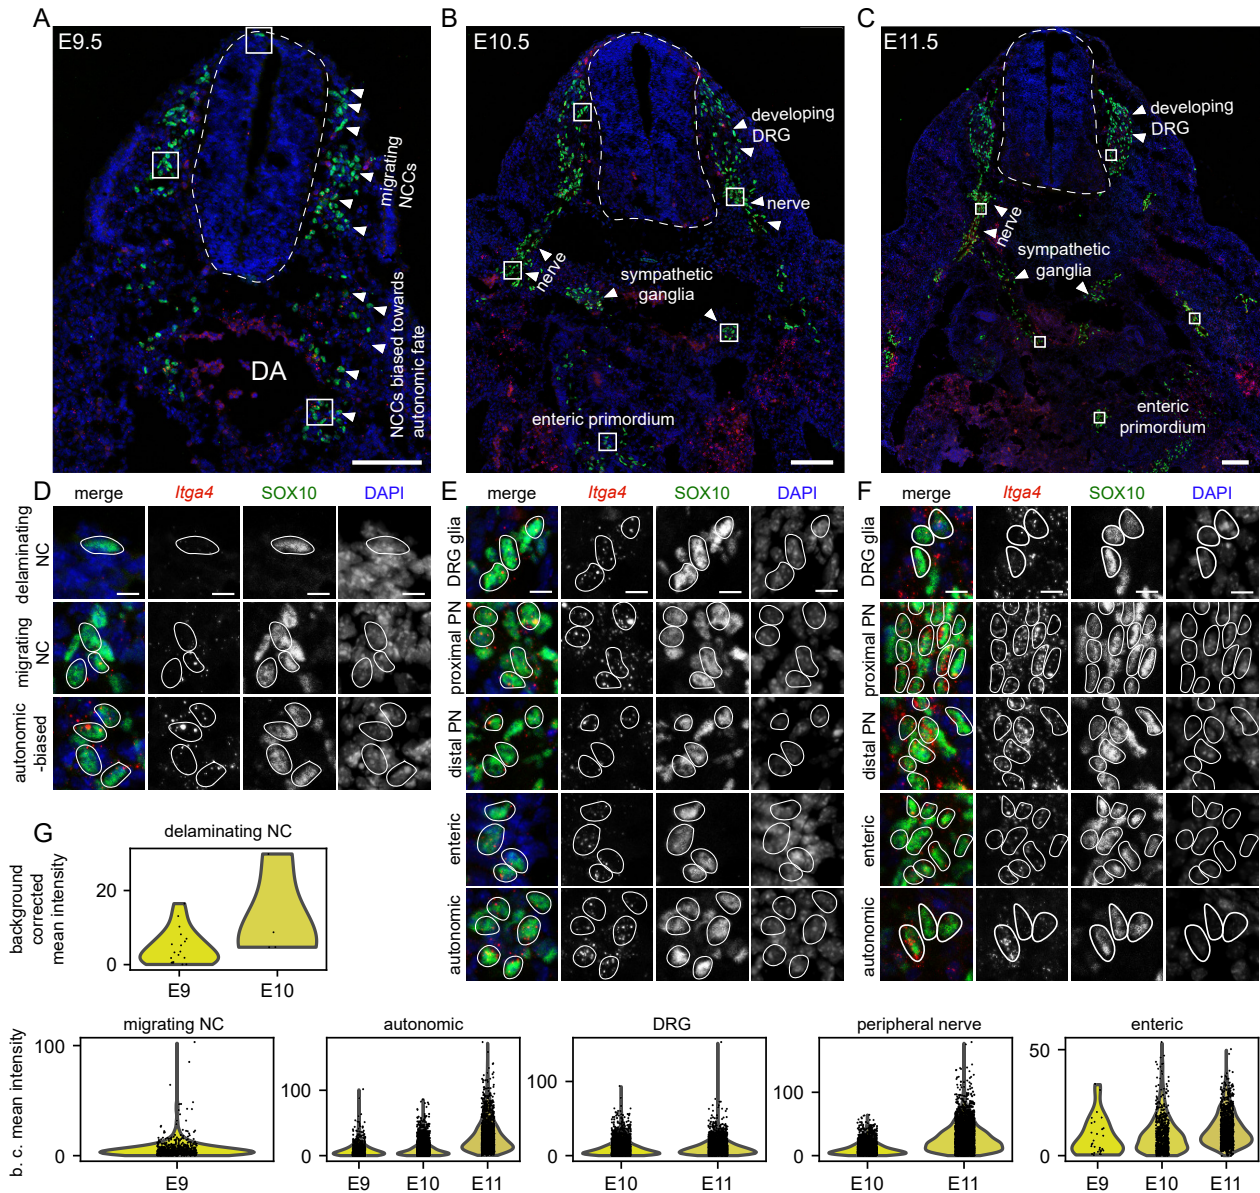 A
E9.5
migrating
NCCs
NCCs biased towards
autonomic fate
DA
B
E10.5
developing
DRG
nerve
nerve
sympathetic
ganglia
enteric primordium
C
E11.5
developing
DRG
nerve
sympathetic
ganglia
enteric
primordium
D
merge
Itga4
SOX10
DAPI
delaminating
NC
migrating
NC
autonomic
-biased
E
merge
Itga4
SOX10
DAPI
DRG glia
proximal PN
distal PN
enteric
autonomic
F
merge
Itga4
SOX10
DAPI
DRG glia
proximal PN
distal PN
enteric
autonomic
G
delaminating NC
background
corrected
mean intensity
20
0
E9
E10
b. c. mean intensity
migrating NC
100
0
E9
autonomic
100
0
E9
E10
E11
DRG
100
0
E10
E11
peripheral nerve
100
0
E10
E11
enteric
50
0
E9
E10
E11